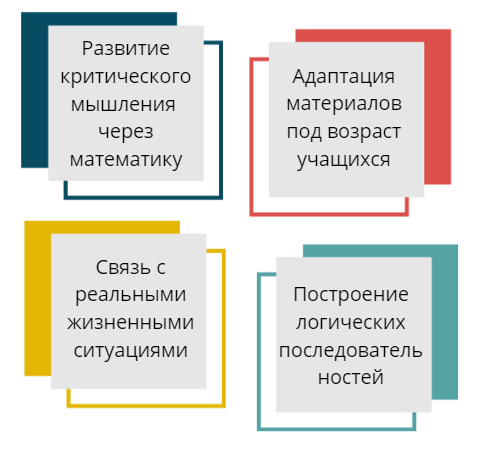 Развитие
критического
мышления
через
математику
Адаптация
материалов
под возраст
учащихся
Связь с
реальными
жизненными
ситуациями
Построение
логических
последователь
ностей